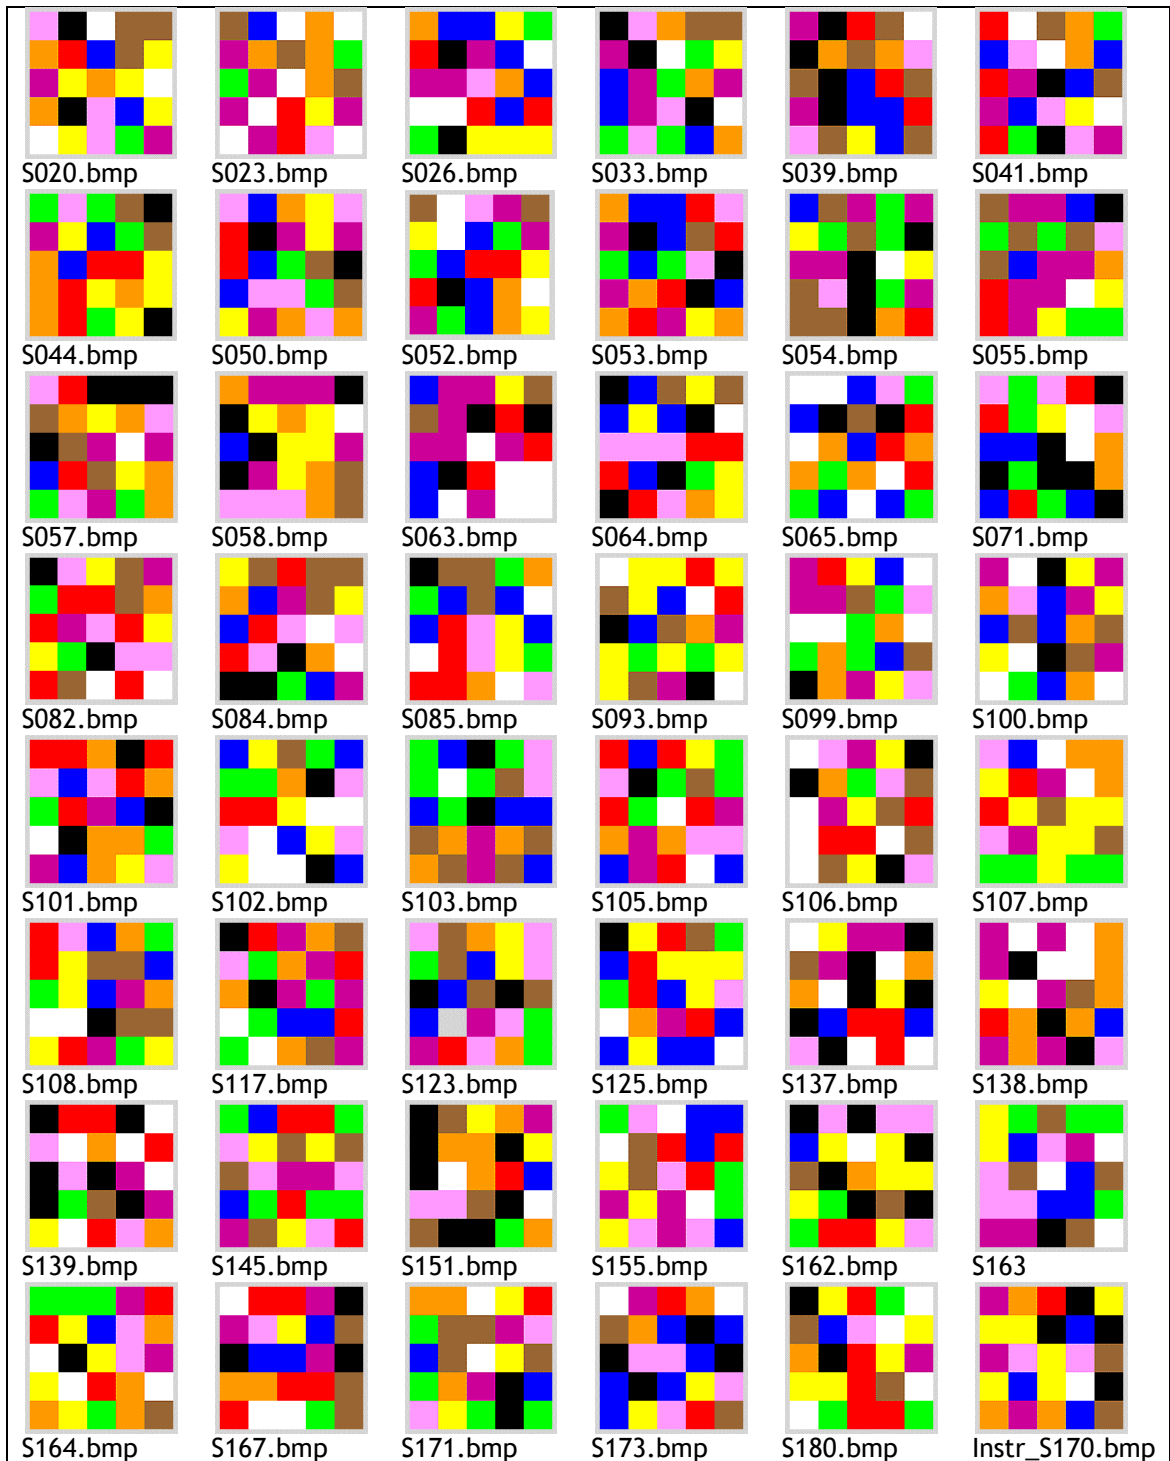 S020.bmp S023.bmp S026.bmp S033.bmp S039.bmp S041.bmp
S044.bmp S050.bmp S052.bmp S053.bmp S054.bmp S055.bmp
S057.bmp S058.bmp S063.bmp S064.bmp S065.bmp S071.bmp
S082.bmp S084.bmp S085.bmp S093.bmp S099.bmp S100.bmp
S101.bmp S102.bmp S103.bmp S105.bmp S106.bmp S107.bmp
S108.bmp S117.bmp S123.bmp S125.bmp S137.bmp S138.bmp
S139.bmp S145.bmp S151.bmp S155.bmp S162.bmp S163
S164.bmp S167.bmp S171.bmp S173.bmp S180.bmp Instr_S170.bmp